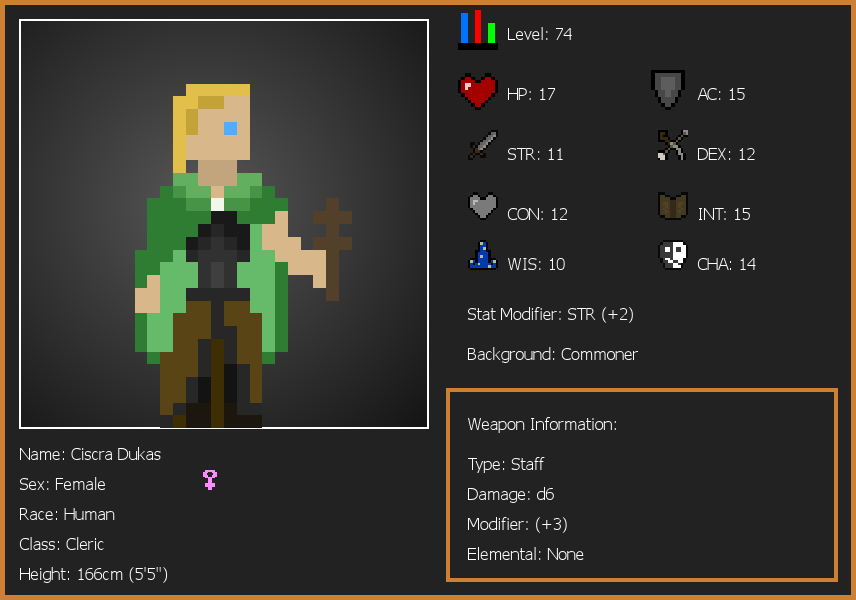 Level: 74
HP: 17
AC: 15
STR: 11
DEX: 12
CON: 12
INT: 15
WIS: 10
CHA: 14
Stat Modifier: STR (+2)
Background: Commoner
Weapon Information:
Type: Staff
Damage: d6
Modifier: (+3)
Elemental: None
Name: Ciscra Dukas
Sex: Female
Race: Human
Class: Cleric
Height: 166cm (5'5")